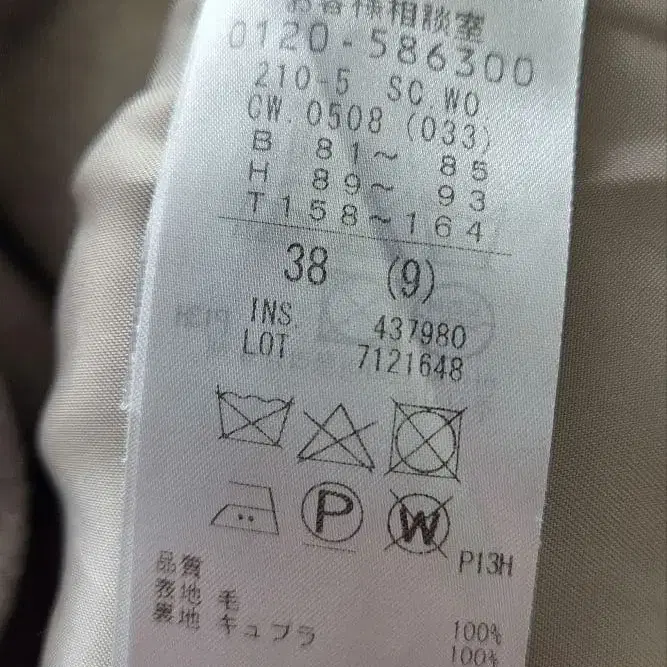 お客様相談室
0120-586300
210-5 SC.WO.
CW.0508 (033)
B 81～ 85
H 89～ 93
T158～164
38 (9)
INS. 437980
LOT 7121648
P
W
P13H
品質
表地 毛 100%
裏地 キュプラ 100%